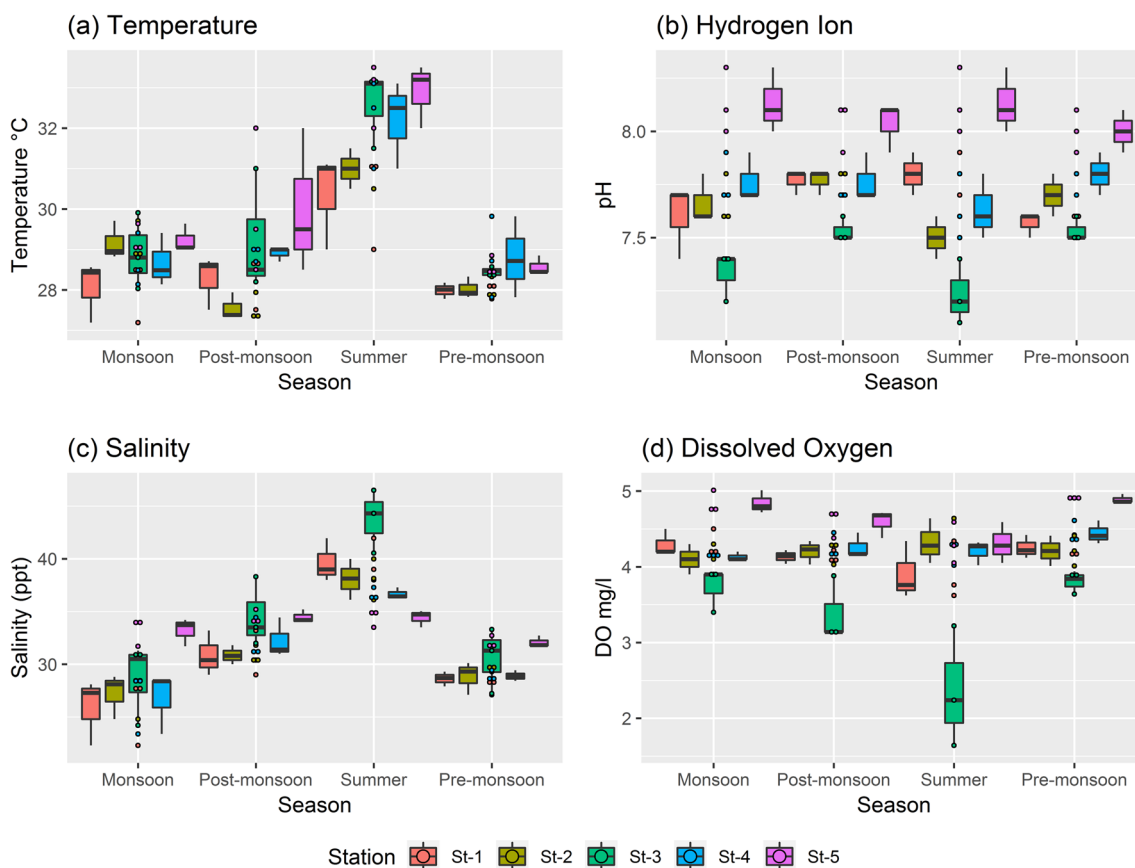 (a) Temperature
(b) Hydrogen Ion
32
30
28
Temperature °C
Monsoon Post-monsoon Summer Pre-monsoon
Season
8.0
7.5
pH
Monsoon Post-monsoon Summer Pre-monsoon
Season
(c) Salinity
(d) Dissolved Oxygen
40
30
Salinity (ppt)
Monsoon Post-monsoon Summer Pre-monsoon
Season
5
4
3
2
DO mg/l
Monsoon Post-monsoon Summer Pre-monsoon
Season
Station St-1 St-2 St-3 St-4 St-5